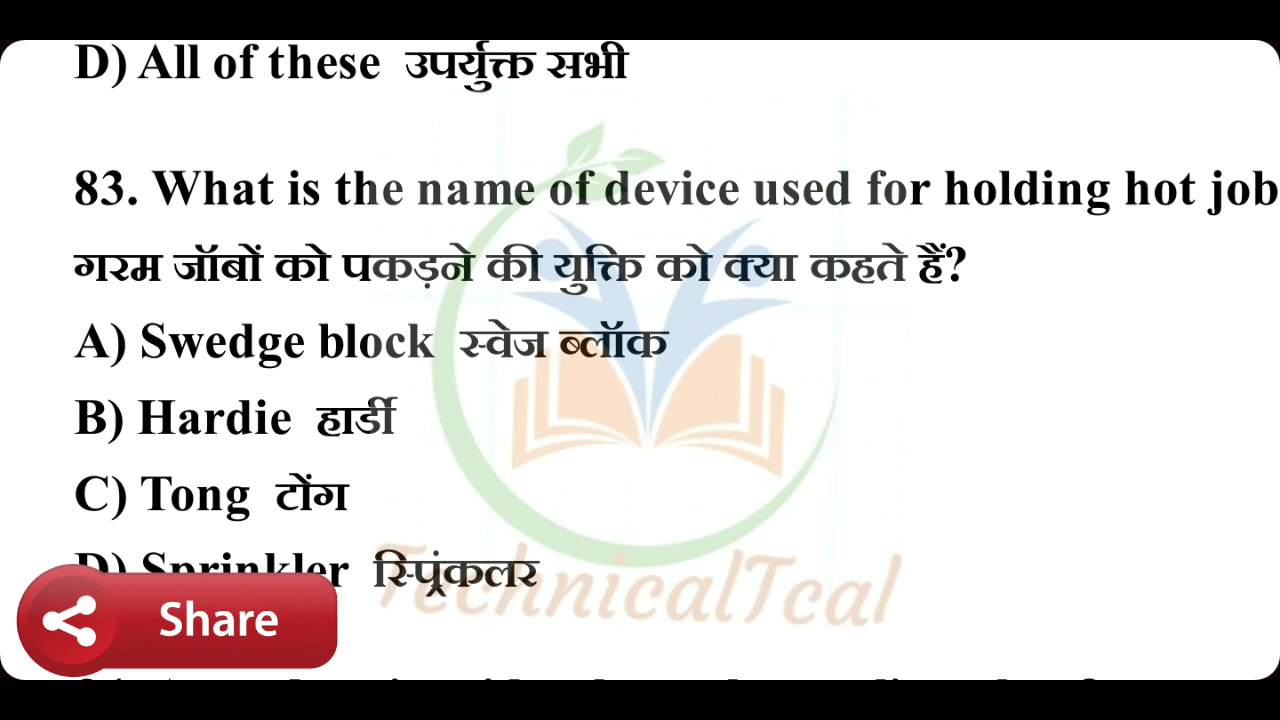 D) All of these उपर्युक्त सभी
83. What is the name of device used for holding hot job
गरम जॉबों को पकड़ने की युक्ति को क्या कहते हैं?
A) Swedge block स्वेज ब्लॉक
B) Hardie हार्डी
C) Tong टोंग
D) Sprinkler स्प्रिंकलर
TechnicalTcal
Share